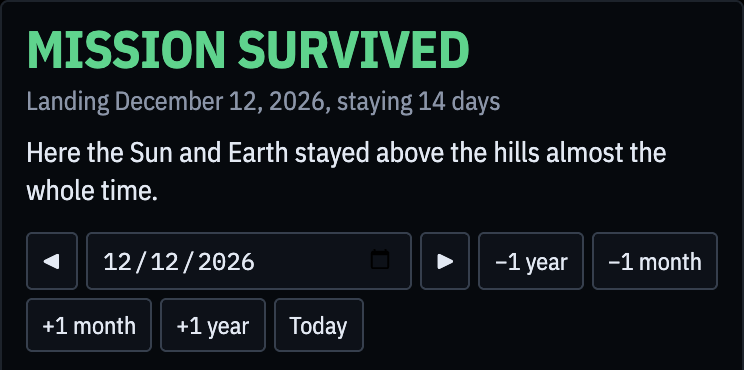 MISSION SURVIVED
Landing December 12, 2026, staying 14 days
Here the Sun and Earth stayed above the hills almost the
whole time.
◀ 12/12/2026 ▶ −1 year −1 month
+1 month +1 year Today